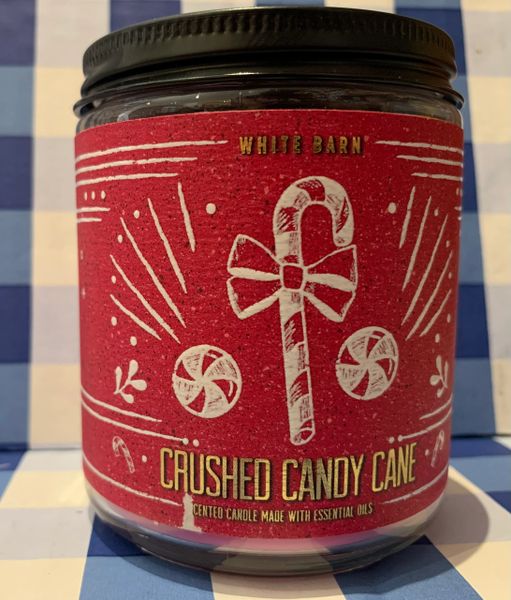 WHITE BARN
CRUSHED CANDY CANE
CENTED CANDLE MADE WITH ESSENTIAL OILS